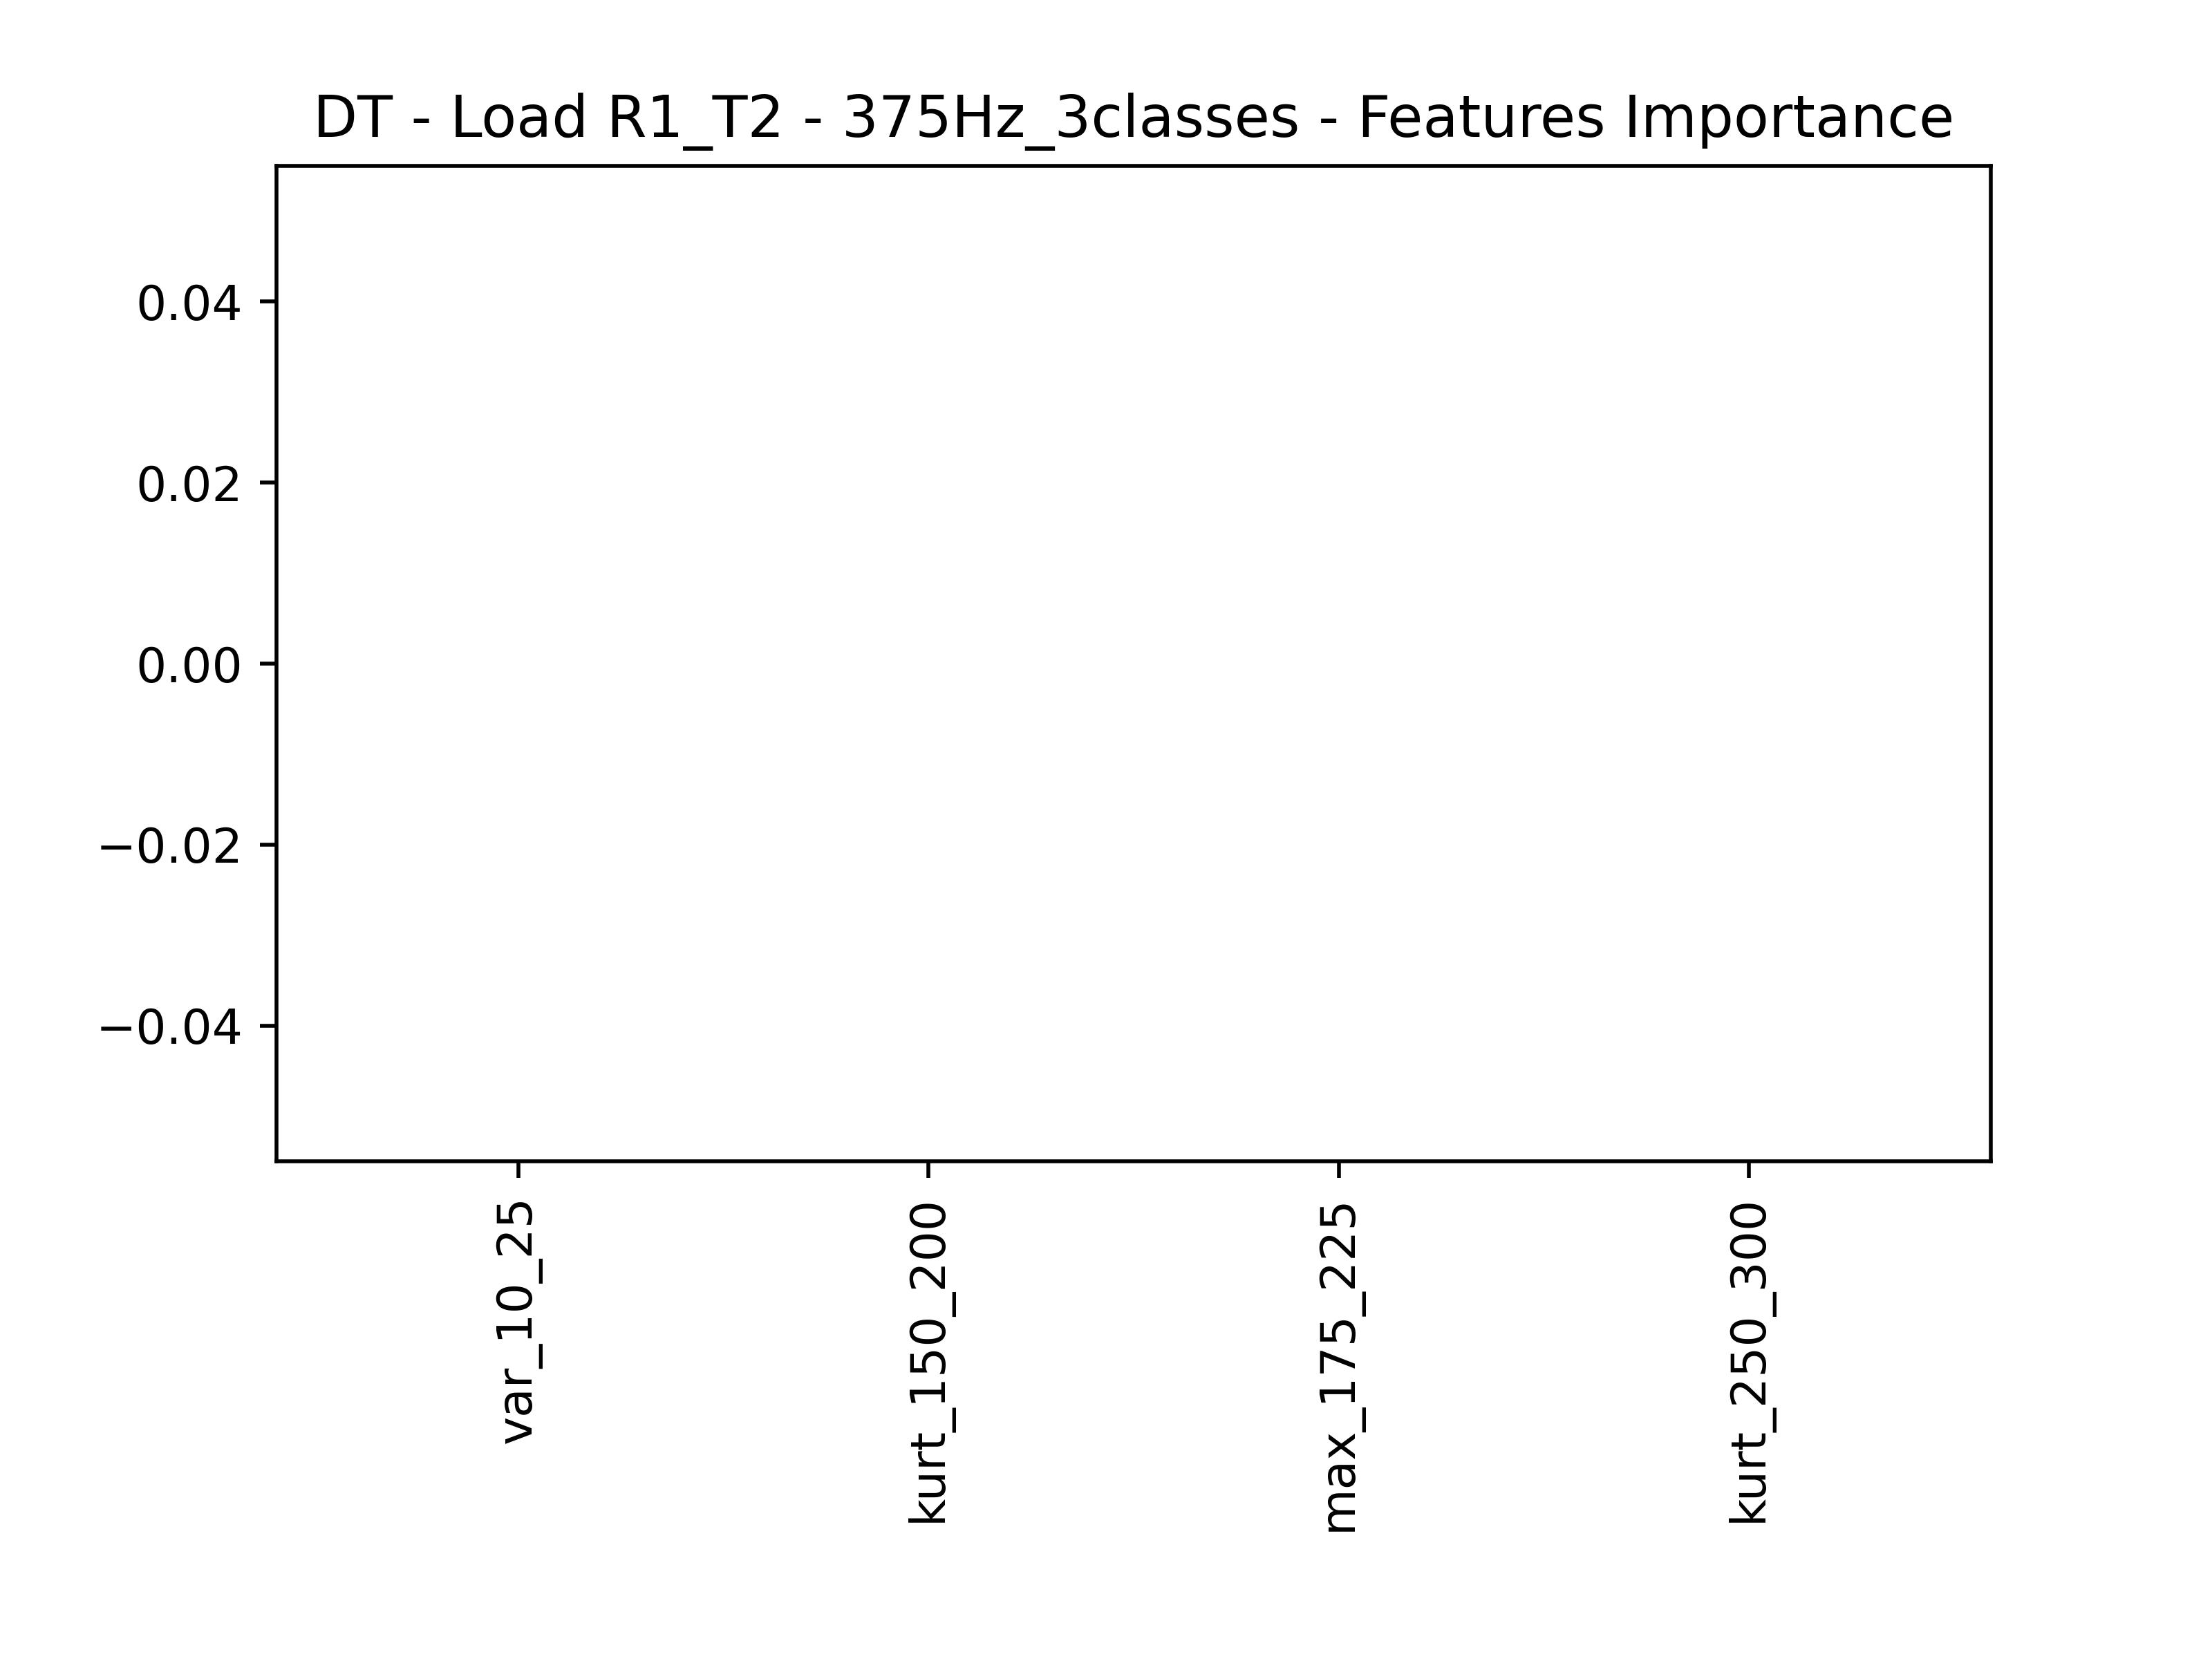 DT - Load R1_T2 - 375Hz_3classes - Features Importance
0.04
0.02
0.00
−0.02
−0.04
var_10_25
kurt_150_200
max_175_225
kurt_250_300